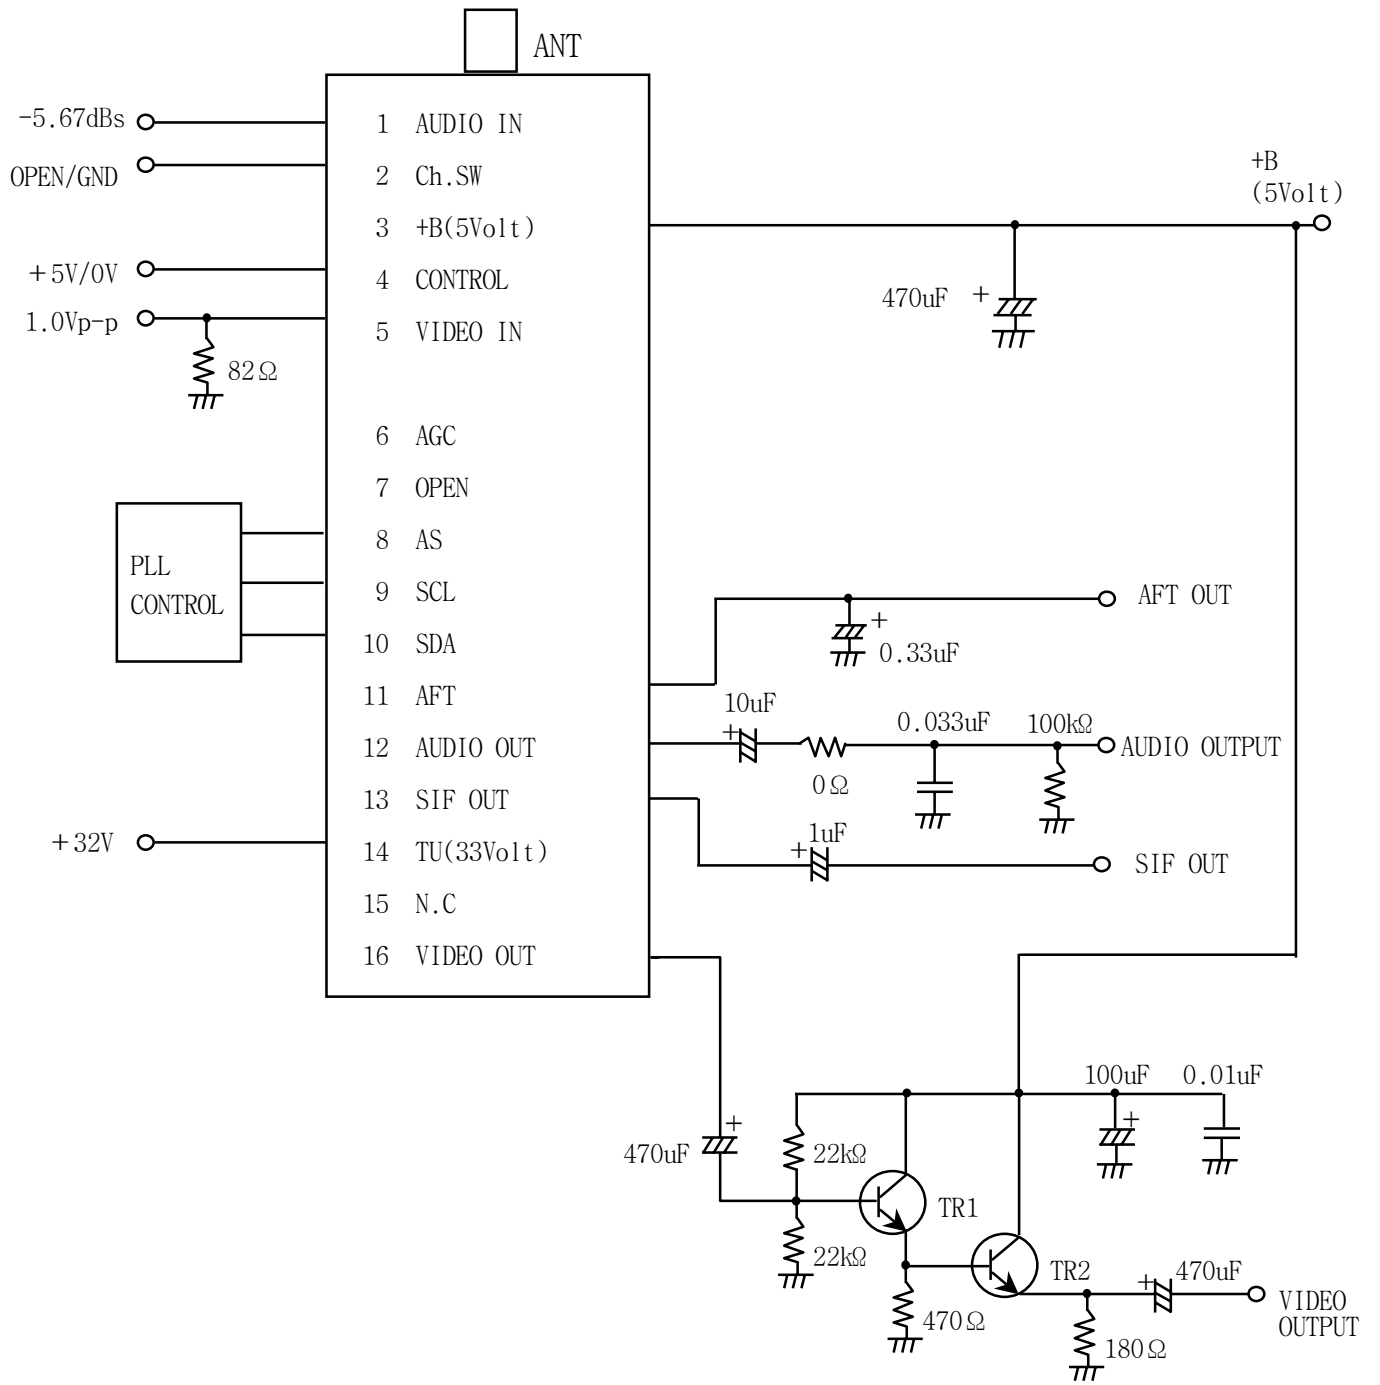 ANT
-5.67dBs
1 AUDIO IN
OPEN/GND
2 Ch.SW
+B
(5Volt)
3 +B(5Volt)
+5V/0V
4 CONTROL
470uF +
1.0Vp-p
5 VIDEO IN
82Ω
6 AGC
7 OPEN
8 AS
PLL
CONTROL
9 SCL
AFT OUT
10 SDA
+
0.33uF
11 AFT
10uF
+
0.033uF
100kΩ
12 AUDIO OUT
AUDIO OUTPUT
0Ω
13 SIF OUT
1uF
+
+32V
14 TU(33Volt)
SIF OUT
15 N.C
16 VIDEO OUT
100uF
0.01uF
+
+
470uF
22kΩ
TR1
22kΩ
TR2
470uF
+
VIDEO
OUTPUT
470Ω
180Ω